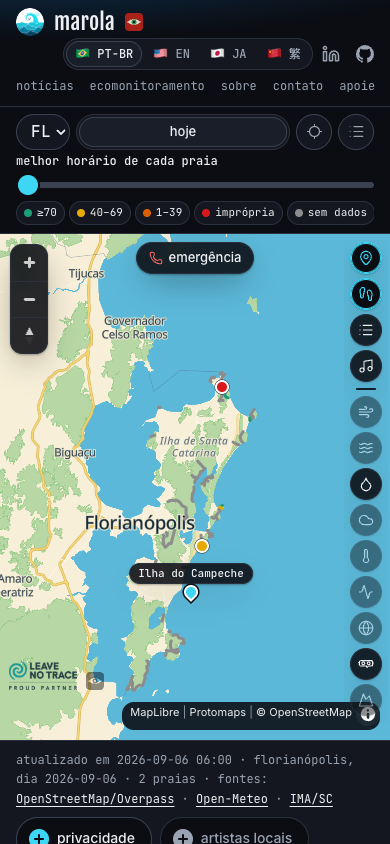 marola
🇧🇷 PT-BR 🇺🇸 EN 🇯🇵 JA 🇨🇳 繁
notícias ecomonitoramento sobre contato apoie
FL hoje
melhor horário de cada praia
≥70 40–69 1–39 imprópria sem dados
emergência
Tijucas
Governador
Celso Ramos
Ilha de Santa
Catarina
Biguaçu
Florianópolis
Ilha do Campeche
Amaro
eratriz
LEAVE
NO TRACE
PROUD PARTNER
MapLibre | Protomaps | © OpenStreetMap
atualizado em 2026-09-06 06:00 · florianópolis,
dia 2026-09-06 · 2 praias · fontes:
OpenStreetMap/Overpass · Open-Meteo · IMA/SC
privacidade artistas locais